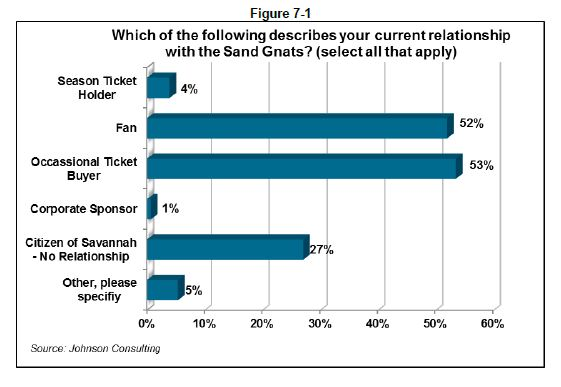 Figure 7-1
Which of the following describes your current relationship
with the Sand Gnats? (select all that apply)
Season Ticket
Holder
4%
Fan
52%
Occassional Ticket
Buyer
53%
Corporate Sponsor
1%
Citizen of Savannah
- No Relationship
27%
Other, please
specifiy
5%
0% 10% 20% 30% 40% 50% 60%
Source: Johnson Consulting